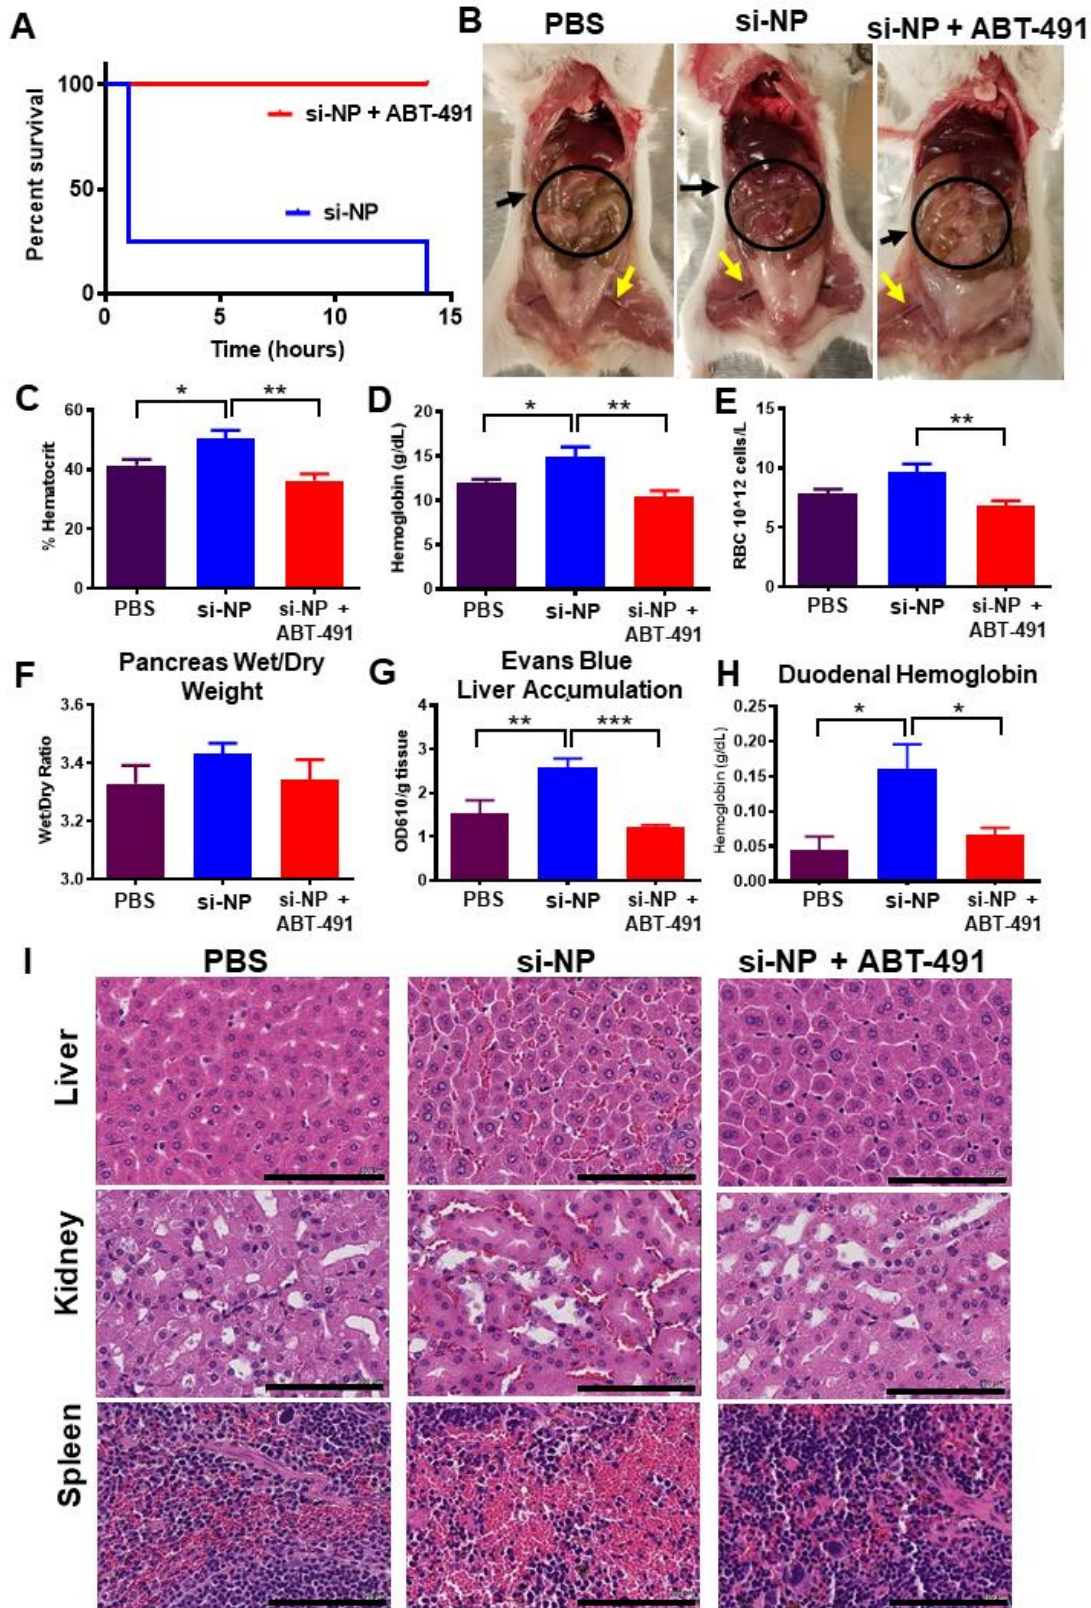 A
Percent survival
100
50
0
si-NP + ABT-491
si-NP
0 5 10 15
Time (hours)
B
PBS
si-NP
si-NP + ABT-491
C
% Hematocrit
60
40
20
0
* **
PBS si-NP si-NP +
ABT-491
D
Hemoglobin (g/dL)
20
15
10
5
0
* **
PBS si-NP si-NP +
ABT-491
E
RBC 10^12 cells/L
15
10
5
0
**
PBS si-NP si-NP +
ABT-491
F
Pancreas Wet/Dry
Weight
Wet/Dry Ratio
3.6
3.4
3.2
3.0
PBS si-NP si-NP +
ABT-491
G
Evans Blue
Liver Accumulation
OD610/g tissue
4
3
2
1
0
** ***
PBS si-NP si-NP +
ABT-491
H
Duodenal Hemoglobin
Hemoglobin (g/dL)
0.25
0.20
0.15
0.10
0.05
0.00
* *
PBS si-NP si-NP +
ABT-491
I
PBS si-NP si-NP + ABT-491
Liver
Kidney
Spleen